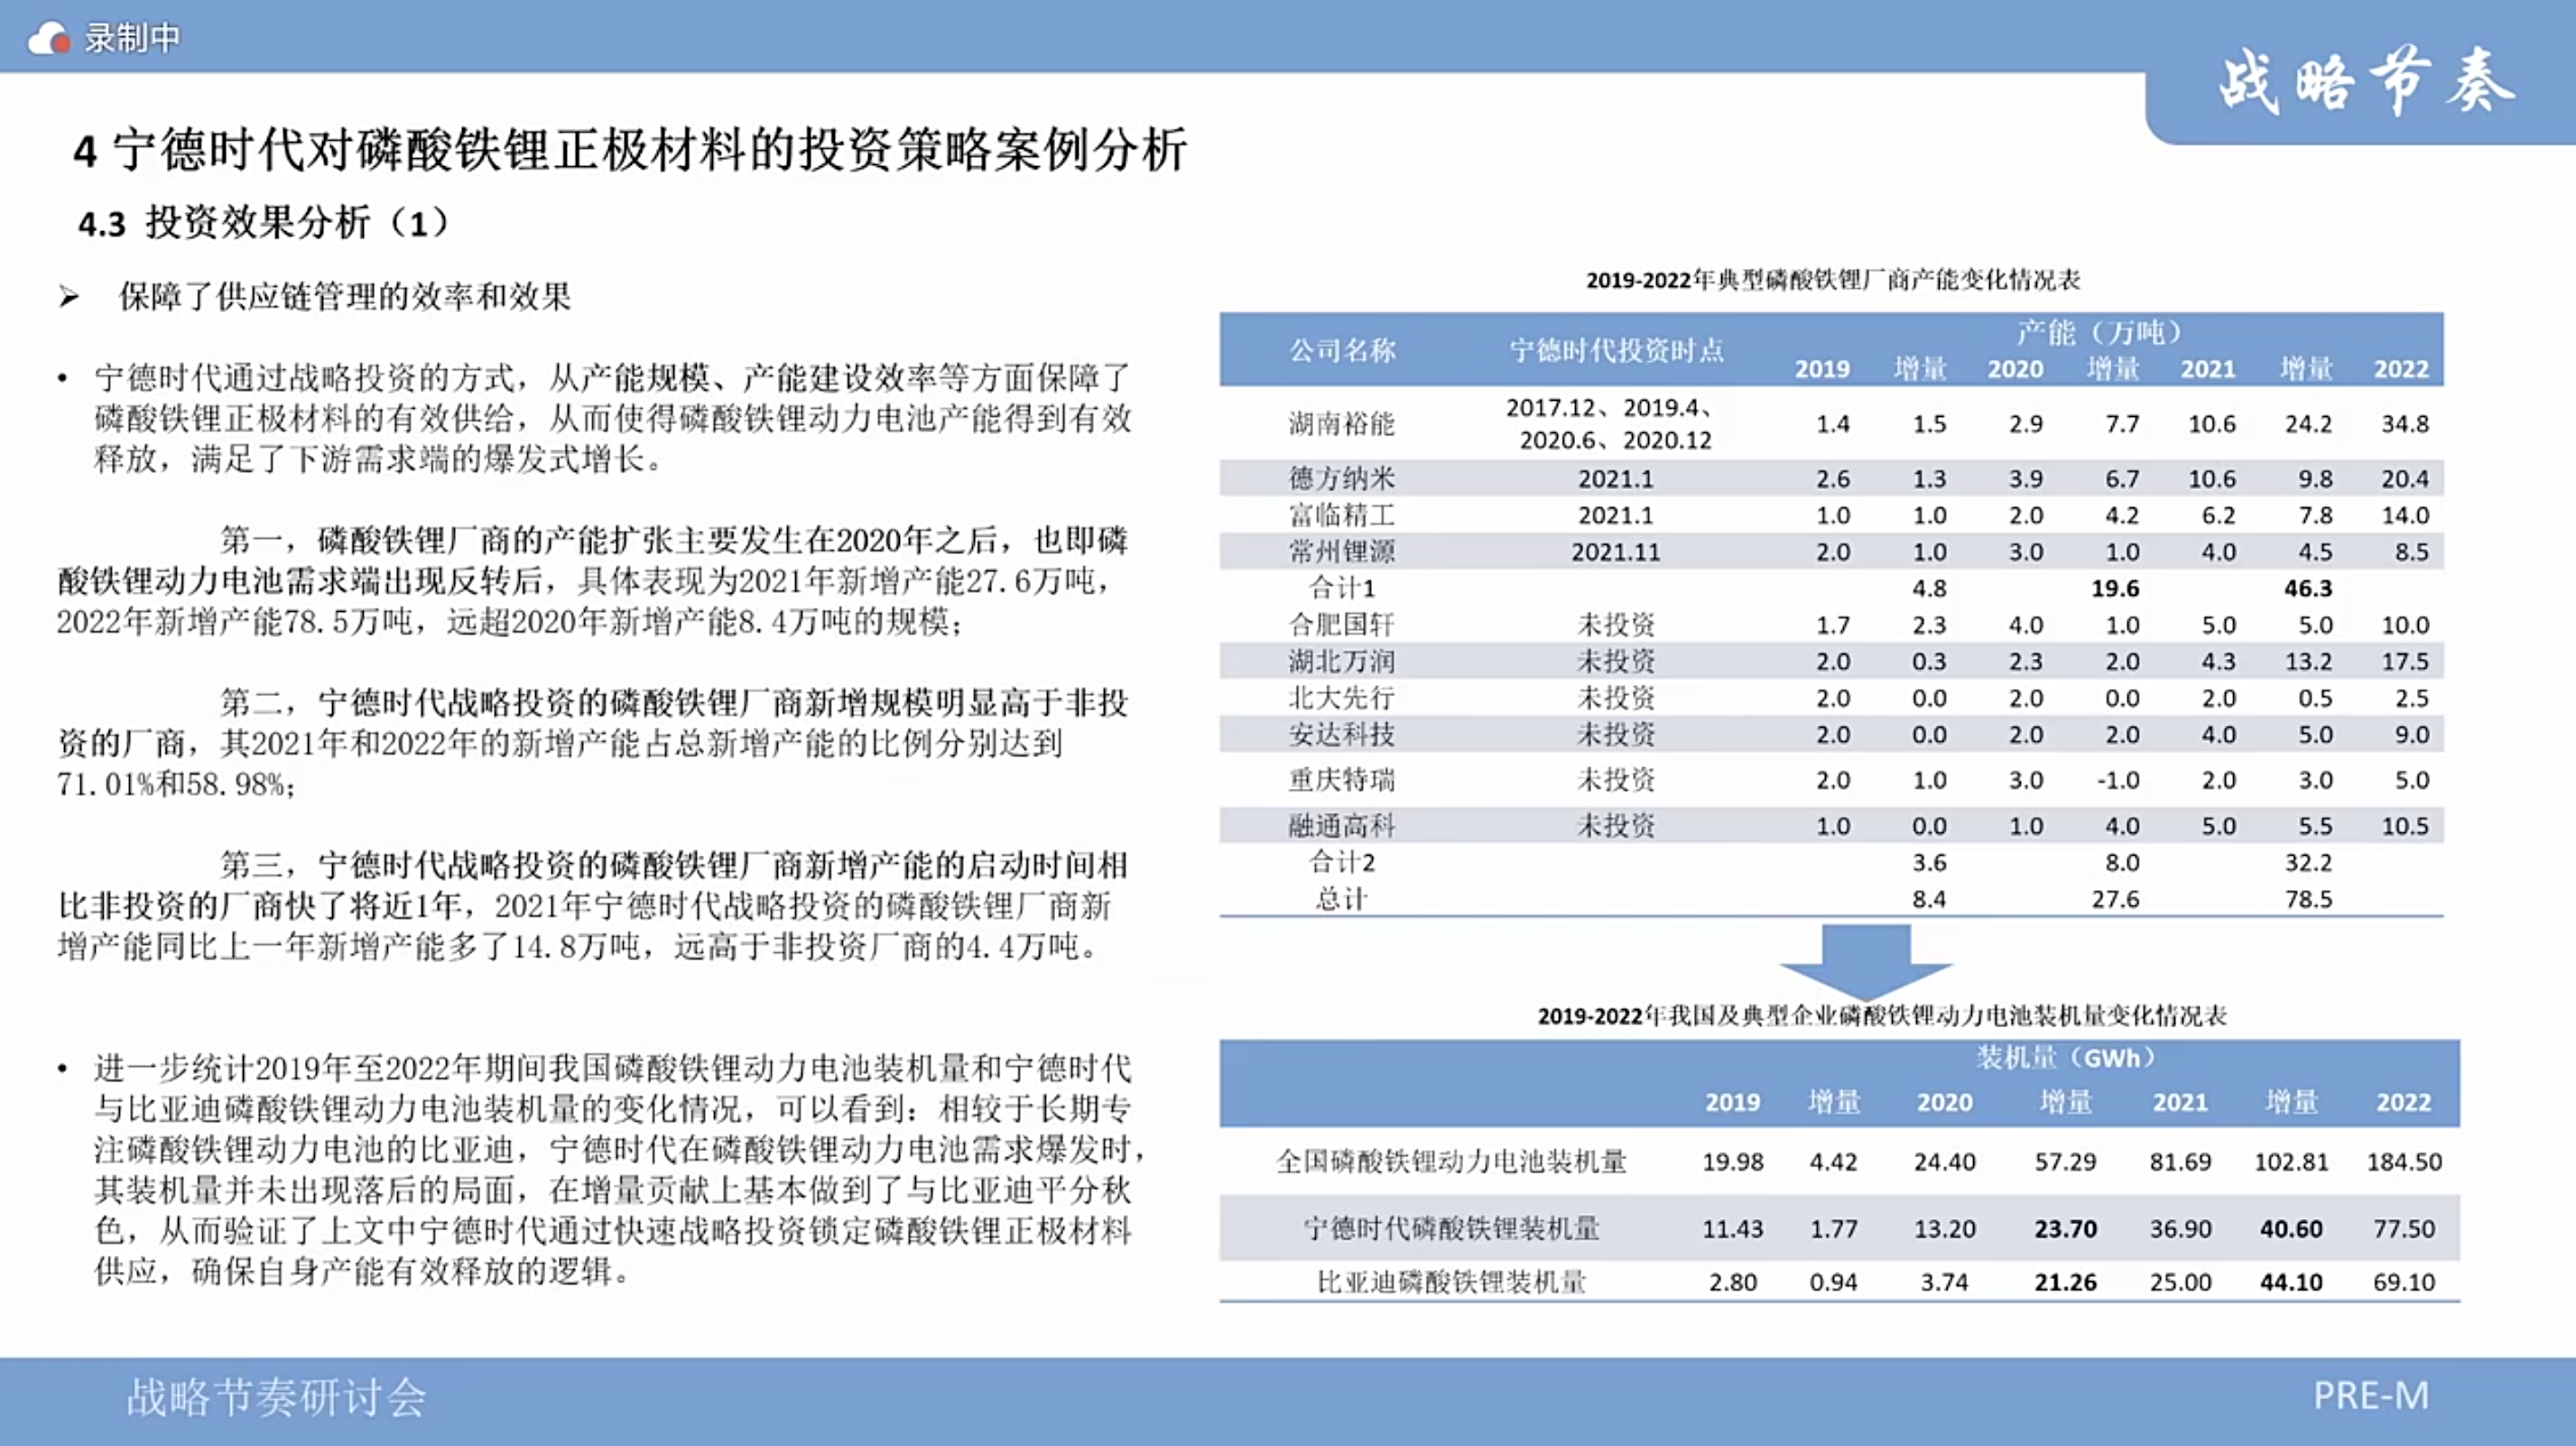 录制中
战略节奏
4 宁德时代对磷酸铁锂正极材料的投资策略案例分析
4.3 投资效果分析（1）
➢ 保障了供应链管理的效率和效果
• 宁德时代通过战略投资的方式，从产能规模、产能建设效率等方面保障了
磷酸铁锂正极材料的有效供给，从而使得磷酸铁锂动力电池产能得到有效
释放，满足了下游需求端的爆发式增长。
第一，磷酸铁锂厂商的产能扩张主要发生在2020年之后，也即磷
酸铁锂动力电池需求端出现反转后，具体表现为2021年新增产能27.6万吨，
2022年新增产能78.5万吨，远超2020年新增产能8.4万吨的规模；
第二，宁德时代战略投资的磷酸铁锂厂商新增规模明显高于非投
资的厂商，其2021年和2022年的新增产能占总新增产能的比例分别达到
71.01%和58.98%；
第三，宁德时代战略投资的磷酸铁锂厂商新增产能的启动时间相
比非投资的厂商快了将近1年，2021年宁德时代战略投资的磷酸铁锂厂商新
增产能同比上一年新增产能多了14.8万吨，远高于非投资厂商的4.4万吨。
• 进一步统计2019年至2022年期间我国磷酸铁锂动力电池装机量和宁德时代
与比亚迪磷酸铁锂动力电池装机量的变化情况，可以看到：相较于长期专
注磷酸铁锂动力电池的比亚迪，宁德时代在磷酸铁锂动力电池需求爆发时，
其装机量并未出现落后的局面，在增量贡献上基本做到了与比亚迪平分秋
色，从而验证了上文中宁德时代通过快速战略投资锁定磷酸铁锂正极材料
供应，确保自身产能有效释放的逻辑。
2019-2022年典型磷酸铁锂厂商产能变化情况表
公司名称 宁德时代投资时点 产能（万吨）
2019 增量 2020 增量 2021 增量 2022
湖南裕能 2017.12、2019.4、
2020.6、2020.12 1.4 1.5 2.9 7.7 10.6 24.2 34.8
德方纳米 2021.1 2.6 1.3 3.9 6.7 10.6 9.8 20.4
富临精工 2021.1 1.0 1.0 2.0 4.2 6.2 7.8 14.0
常州锂源 2021.11 2.0 1.0 3.0 1.0 4.0 4.5 8.5
合计1 4.8 19.6 46.3
合肥国轩 未投资 1.7 2.3 4.0 1.0 5.0 5.0 10.0
湖北万润 未投资 2.0 0.3 2.3 2.0 4.3 13.2 17.5
北大先行 未投资 2.0 0.0 2.0 0.0 2.0 0.5 2.5
安达科技 未投资 2.0 0.0 2.0 2.0 4.0 5.0 9.0
重庆特瑞 未投资 2.0 1.0 3.0 -1.0 2.0 3.0 5.0
融通高科 未投资 1.0 0.0 1.0 4.0 5.0 5.5 10.5
合计2 3.6 8.0 32.2
总计 8.4 27.6 78.5
2019-2022年我国及典型企业磷酸铁锂动力电池装机量变化情况表
装机量（GWh）
2019 增量 2020 增量 2021 增量 2022
全国磷酸铁锂动力电池装机量 19.98 4.42 24.40 57.29 81.69 102.81 184.50
宁德时代磷酸铁锂装机量 11.43 1.77 13.20 23.70 36.90 40.60 77.50
比亚迪磷酸铁锂装机量 2.80 0.94 3.74 21.26 25.00 44.10 69.10
战略节奏研讨会
PRE-M